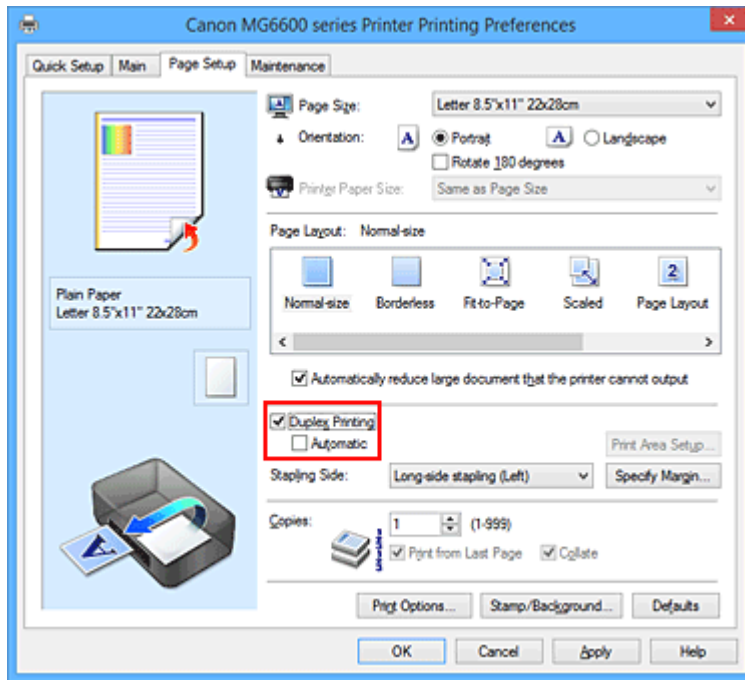 Canon MG6600 series Printer Printing Preferences
Quick Setup Main Page Setup Maintenance
Page Size: Letter 8.5"x11" 22x28cm
Orientation: A Portrait A Landscape
Rotate 180 degrees
Printer Paper Size: Same as Page Size
Page Layout: Normal-size
2
Normal-size Borderless Fit-to-Page Scaled Page Layout
Plain Paper
Letter 8.5"x11" 22x28cm
Automatically reduce large document that the printer cannot output
Duplex Printing
Automatic
Print Area Setup...
Stapling Side: Long-side stapling (Left) Specify Margin...
Copies: 1 (1-999)
Print from Last Page Collate
A
Print Options... Stamp/Background... Defaults
OK Cancel Apply Help